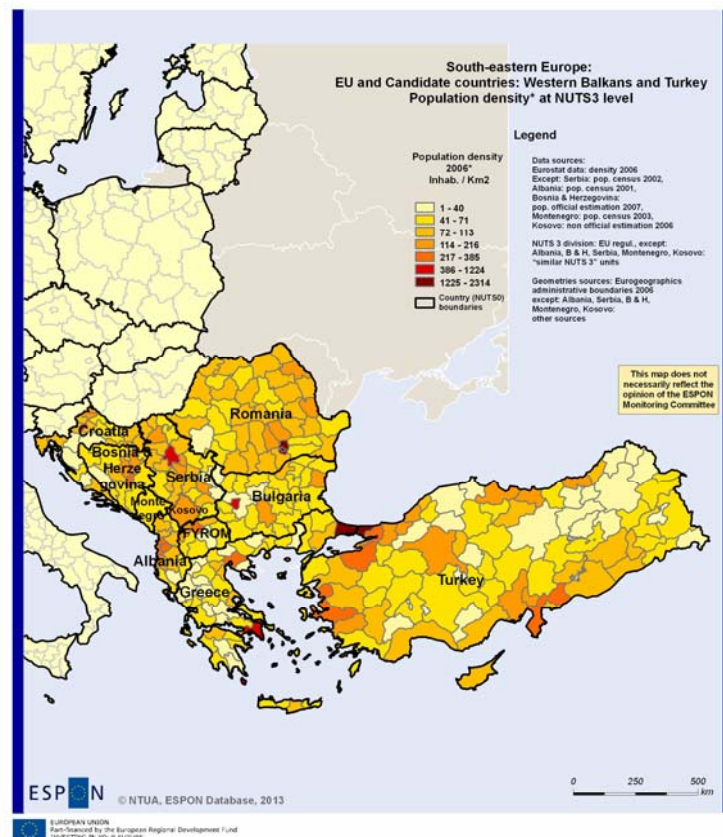 South-eastern Europe:
EU and Candidate countries: Western Balkans and Turkey
Population density* at NUTS3 level
Legend
Population density
2006*
Inhab. / Km2
1 - 40
41 - 71
72 - 113
114 - 216
217 - 385
386 - 1224
1225 - 2314
Country (NUTS0)
boundaries
Data sources:
Eurostat data: density 2006
Except: Serbia: pop. census 2002,
Albania: pop. census 2001,
Bosnia & Herzegovina:
pop. official estimation 2007,
Montenegro: pop. census 2003,
Kosovo: non official estimation 2006
NUTS 3 division: EU regul., except:
Albania, B & H, Serbia, Montenegro, Kosovo:
"similar NUTS 3" units
Geometries sources: Eurogeographics
administrative boundaries 2006
except: Albania, Serbia, B & H,
Montenegro, Kosovo:
other sources
This map does not
necessarily reflect the
opinion of the ESPON
Monitoring Committee
Romania
Croatia
Bosnia &
Herze
govina
Serbia
Monte
negro
Kosovo
Bulgaria
FYROM
Albania
Greece
Turkey
ESPON
© NTUA, ESPON Database, 2013
0 250 500
km
EUROPEAN UNION
Part-financed by the European Regional Development Fund
INVESTING IN YOUR FUTURE